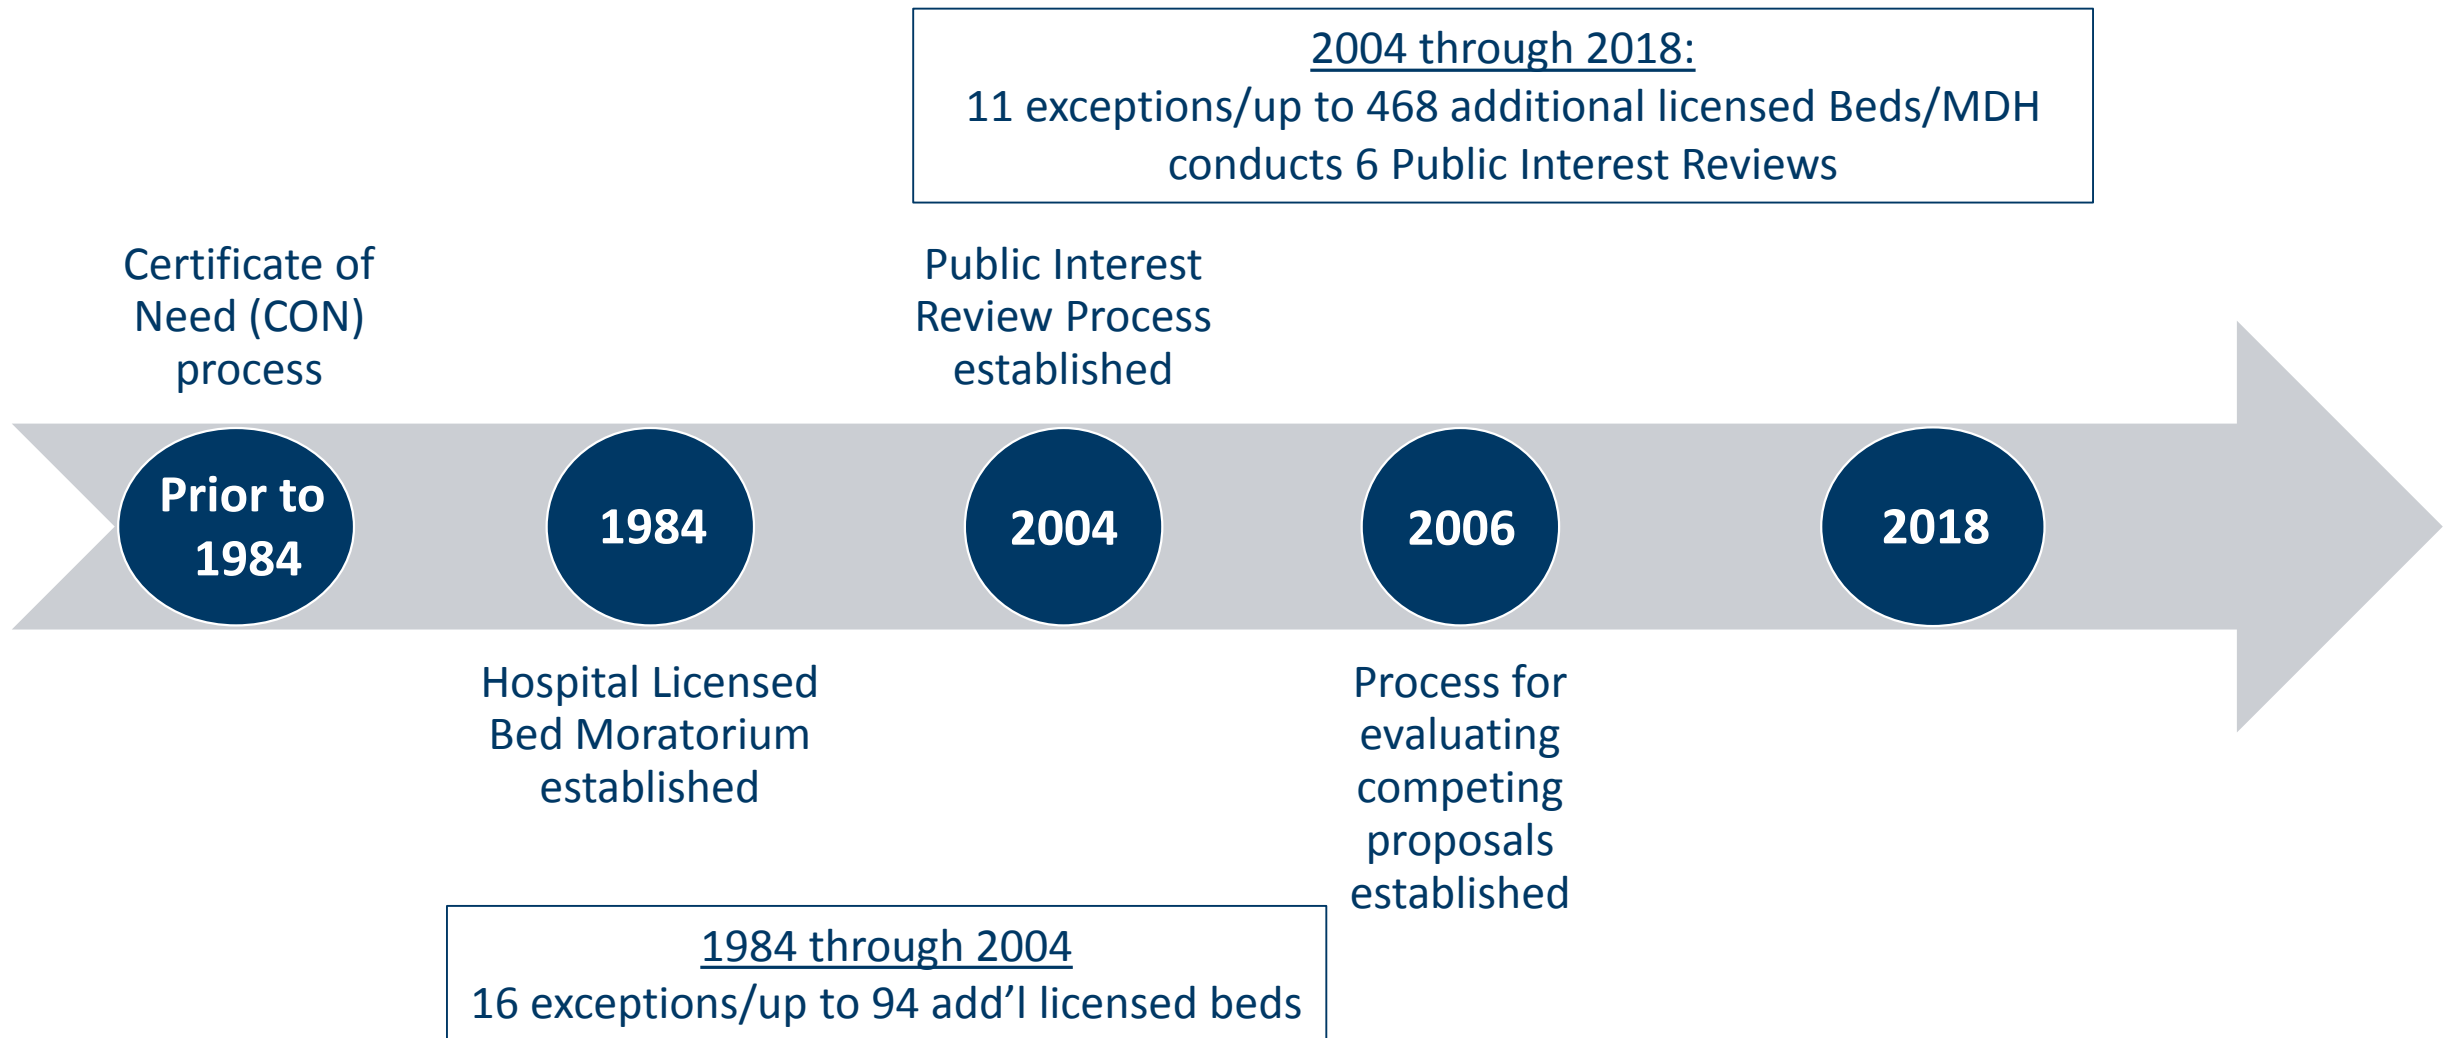 2004 through 2018:
11 exceptions/up to 468 additional licensed Beds/MDH
conducts 6 Public Interest Reviews
Certificate of
Need (CON)
process
Public Interest
Review Process
established
Prior to
1984
1984
2004
2006
2018
Hospital Licensed
Bed Moratorium
established
Process for
evaluating
competing
proposals
established
1984 through 2004
16 exceptions/up to 94 add’l licensed beds